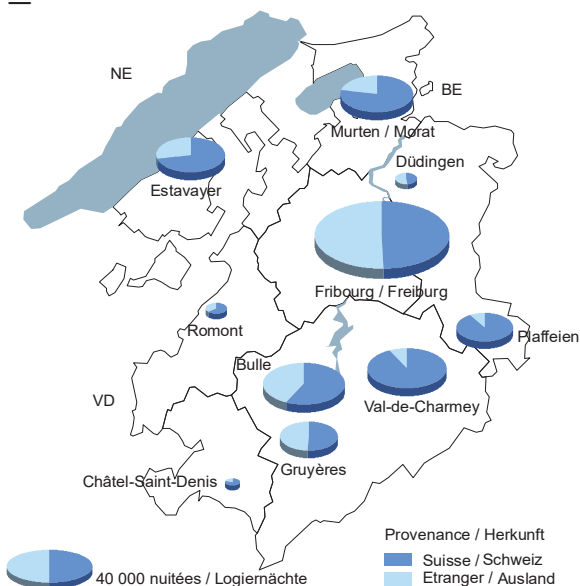 NE
BE
Murten / Morat
Düdingen
Estavayer
Fribourg / Freiburg
Romont
Plaffeien
Bulle
VD
Val-de-Charmey
Gruyères
Châtel-Saint-Denis
Provenance / Herkunft
Suisse / Schweiz
Etranger / Ausland
40 000 nuitées / Logiernächte